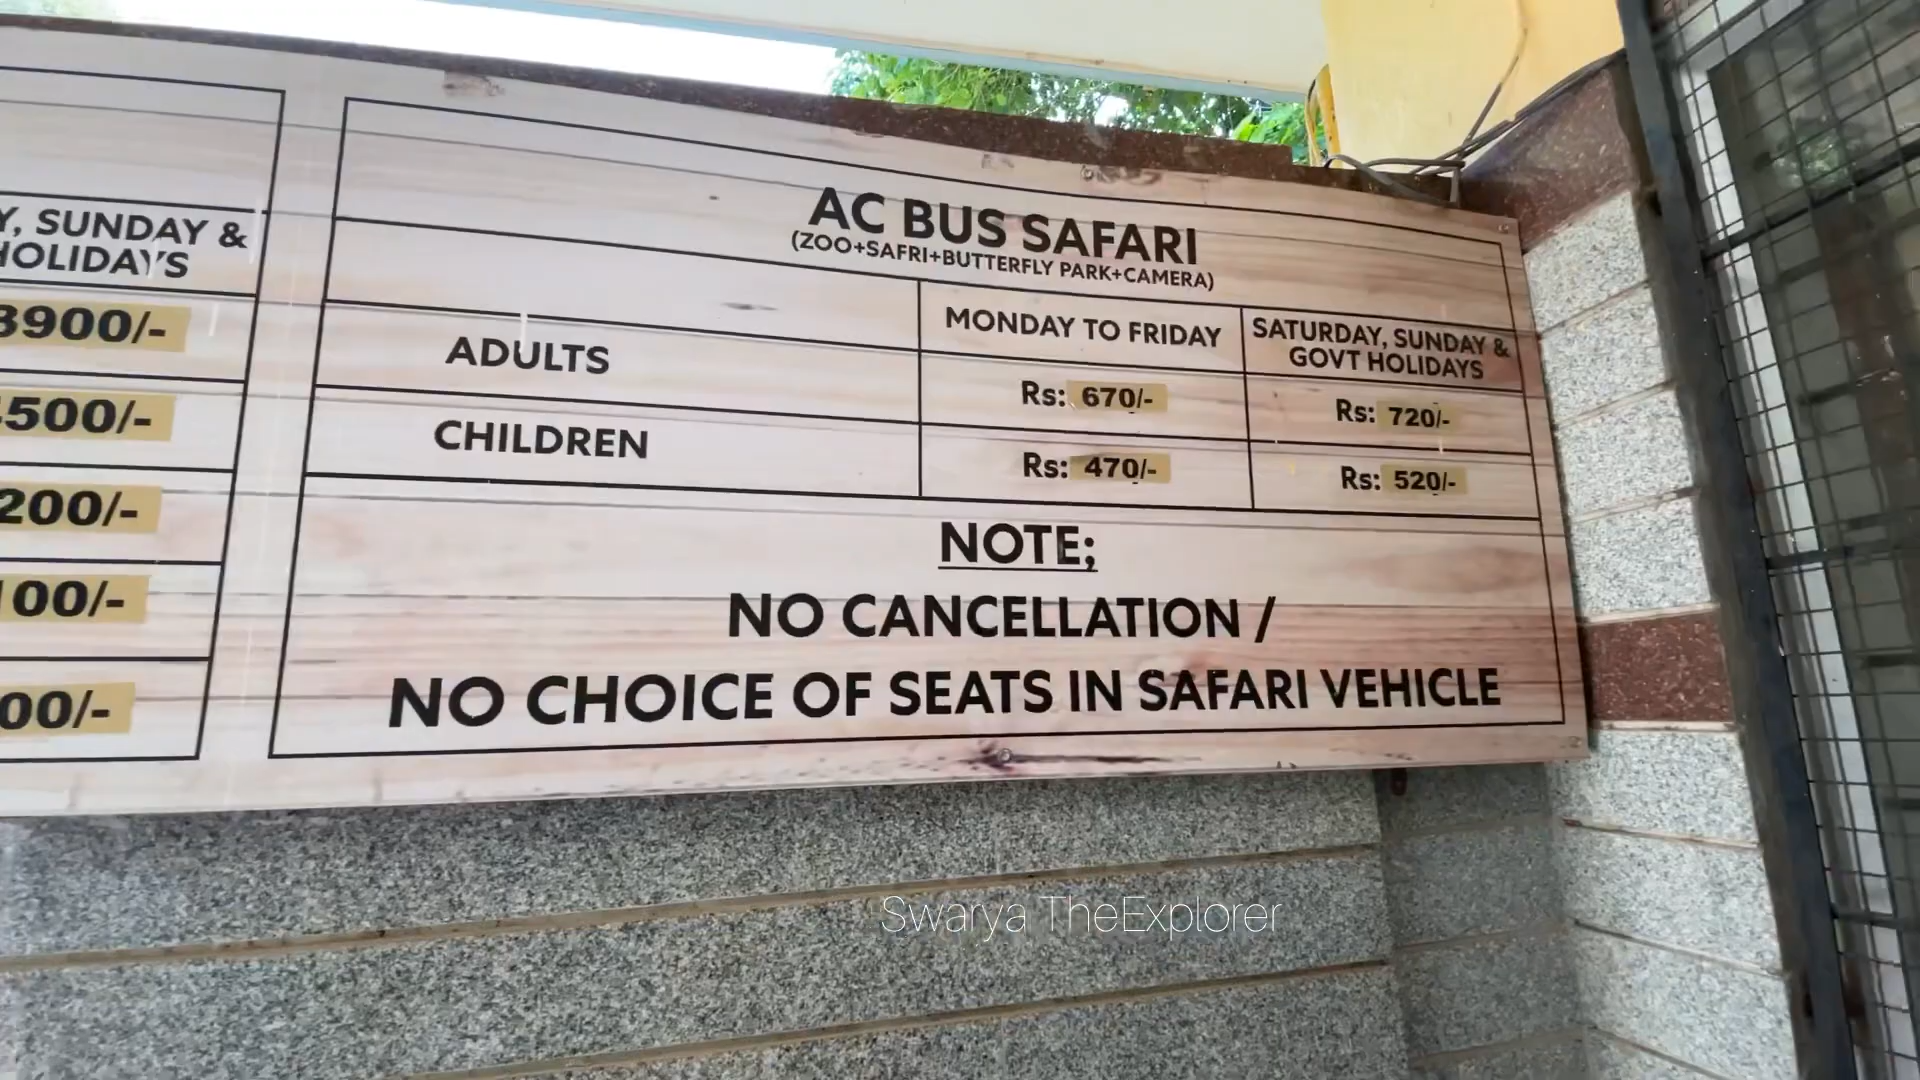 Y, SUNDAY &
HOLIDAYS
3900/-
500/-
200/-
100/-
00/-
AC BUS SAFARI
(ZOO+SAFRI+BUTTERFLY PARK+CAMERA)
MONDAY TO FRIDAY
SATURDAY, SUNDAY &
GOVT HOLIDAYS
ADULTS
Rs: 670/-
Rs: 720/-
CHILDREN
Rs: 470/-
Rs: 520/-
NOTE;
NO CANCELLATION /
NO CHOICE OF SEATS IN SAFARI VEHICLE
Swarya TheExplorer